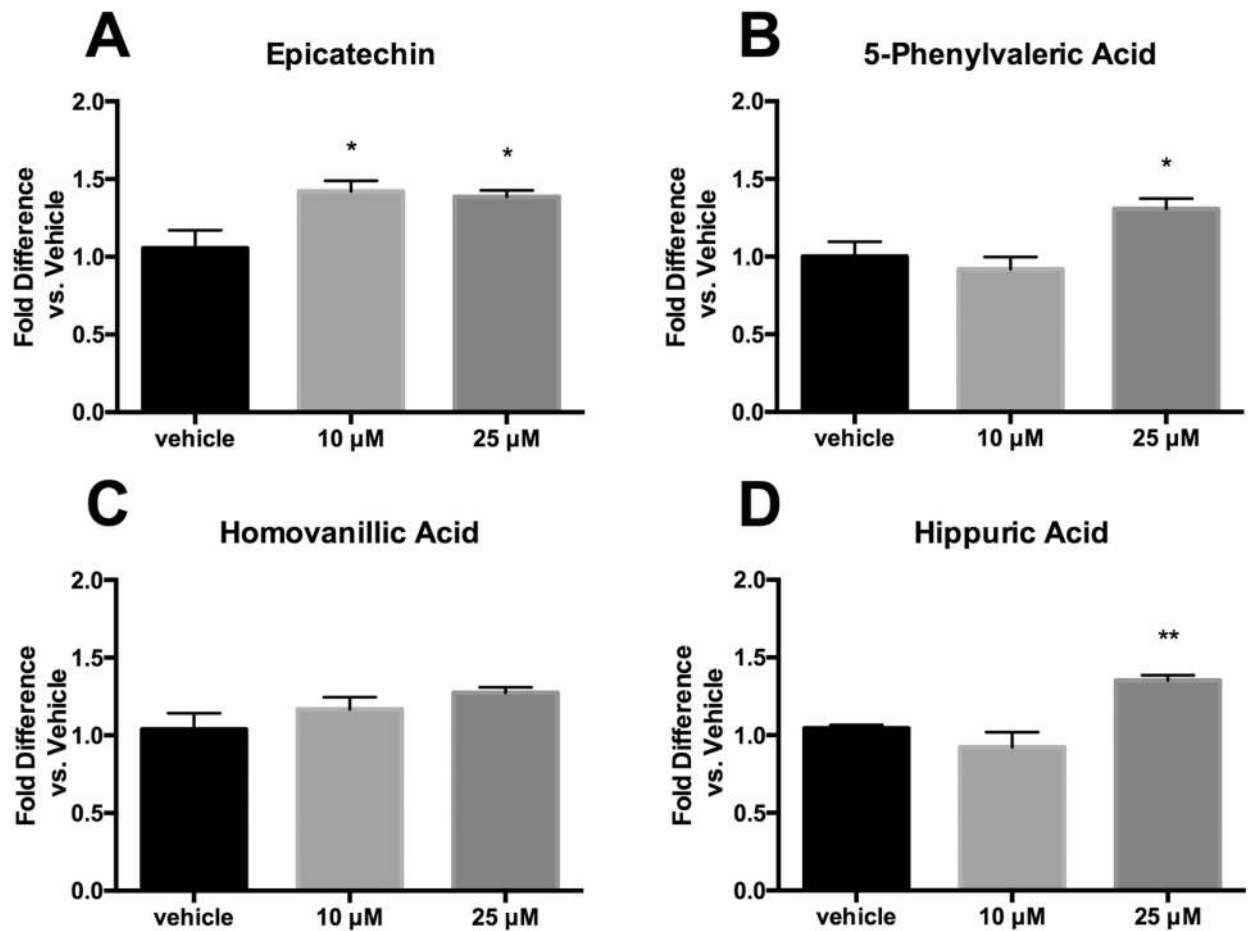 A
Epicatechin
Fold Difference
vs. Vehicle
2.0
1.5
1.0
0.5
0.0
*
*
vehicle
10 µM
25 µM
B
5-Phenylvaleric Acid
Fold Difference
vs. Vehicle
2.0
1.5
1.0
0.5
0.0
*
vehicle
10 µM
25 µM
C
Homovanillic Acid
Fold Difference
vs. Vehicle
2.0
1.5
1.0
0.5
0.0
vehicle
10 µM
25 µM
D
Hippuric Acid
Fold Difference
vs. Vehicle
2.0
1.5
1.0
0.5
0.0
**
vehicle
10 µM
25 µM